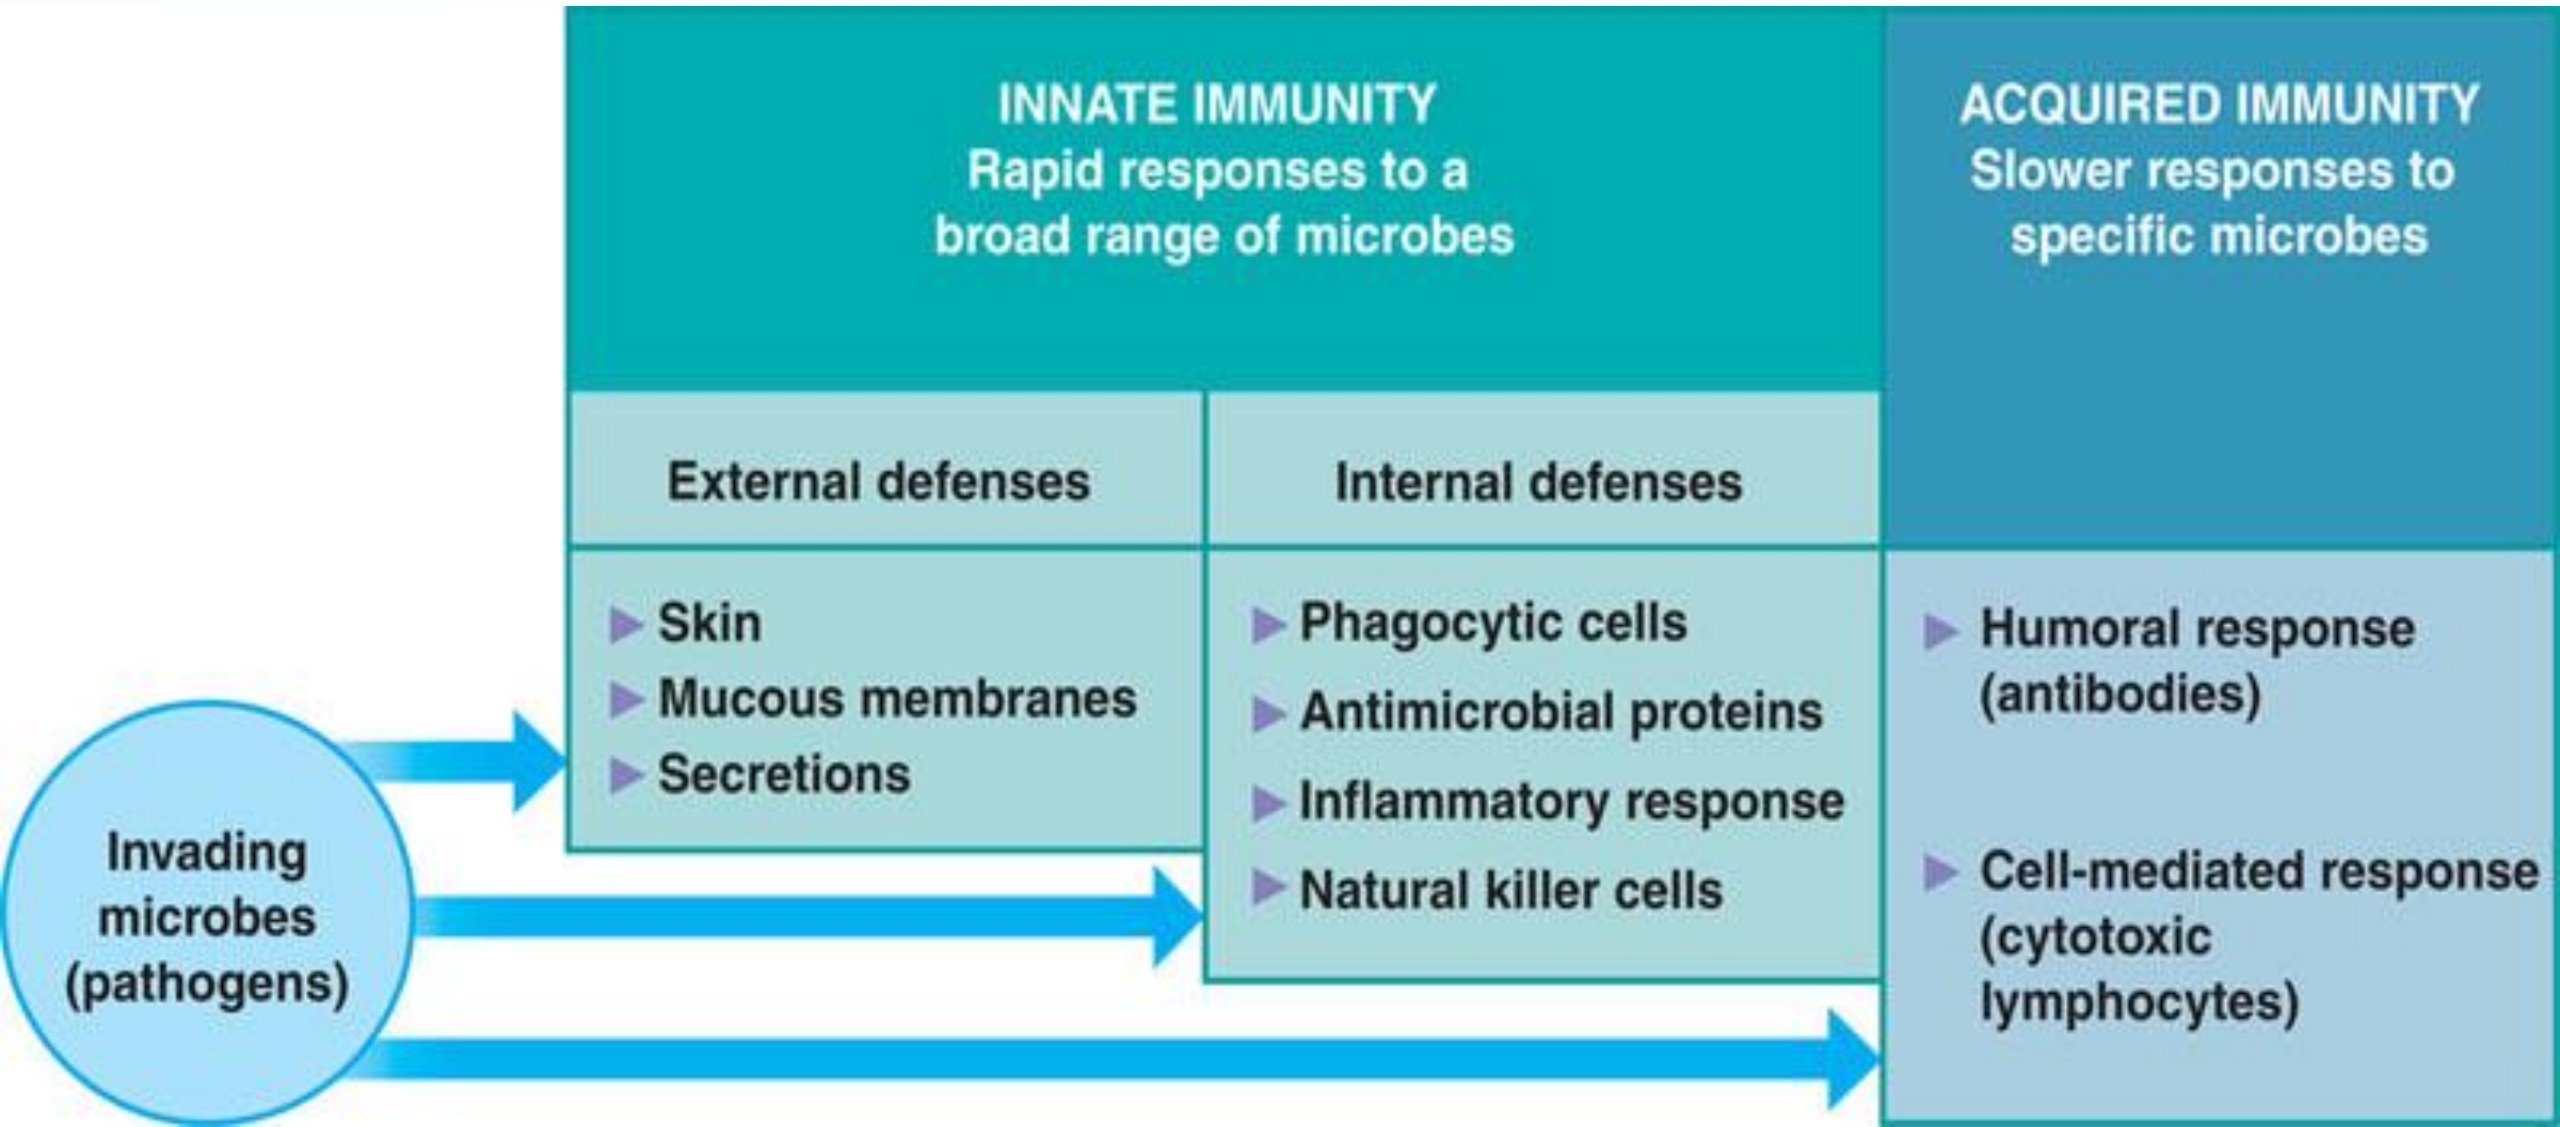 INNATE IMMUNITY
Rapid responses to a
broad range of microbes
ACQUIRED IMMUNITY
Slower responses to
specific microbes
External defenses
Internal defenses
Skin
Mucous membranes
Secretions
Phagocytic cells
Antimicrobial proteins
Inflammatory response
Natural killer cells
Humoral response
(antibodies)
Cell-mediated response
(cytotoxic
lymphocytes)
Invading
microbes
(pathogens)